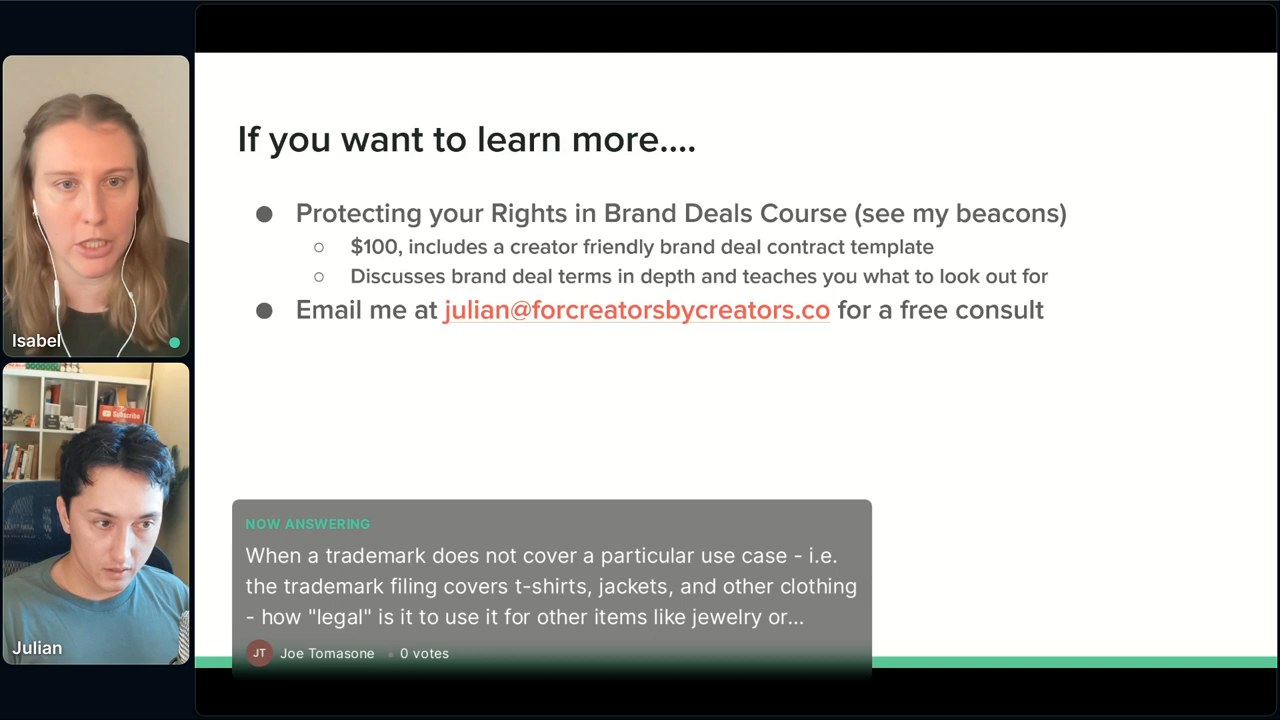 If you want to learn more....
● Protecting your Rights in Brand Deals Course (see my beacons)
○ $100, includes a creator friendly brand deal contract template
○ Discusses brand deal terms in depth and teaches you what to look out for
● Email me at julian@forcreatorsbycreators.co for a free consult
Isabel
Subscribe
Julian
NOW ANSWERING
When a trademark does not cover a particular use case - i.e.
the trademark filing covers t-shirts, jackets, and other clothing
- how "legal" is it to use it for other items like jewelry or...
JT Joe Tomasone • 0 votes